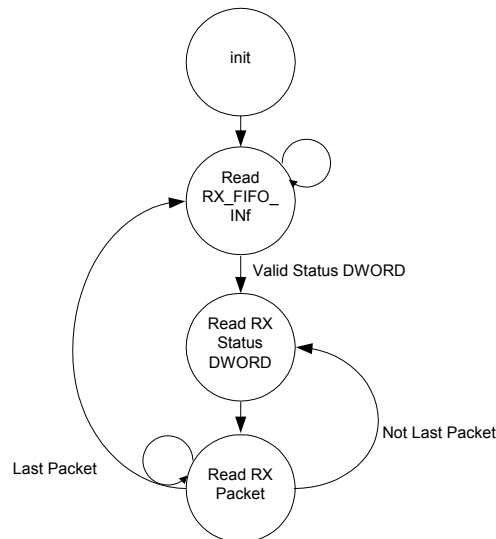 init
Read
RX_FIFO_
INf
Valid Status DWORD
Read RX
Status
DWORD
Not Last Packet
Last Packet
Read RX
Packet